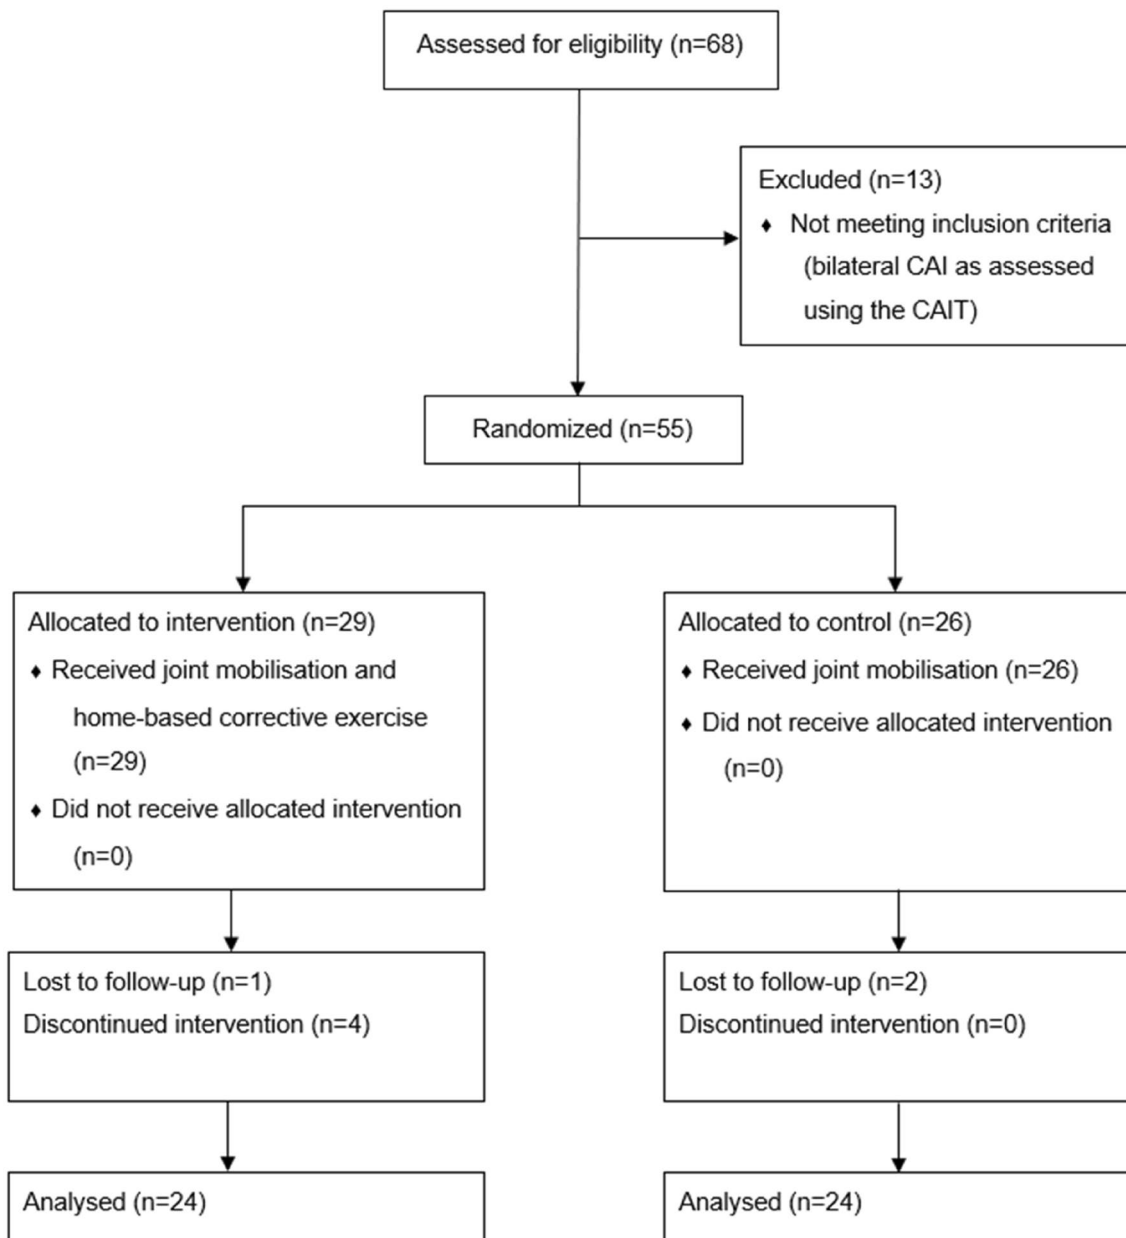 Assessed for eligibility (n=68)
Excluded (n=13)
♦ Not meeting inclusion criteria
(bilateral CAI as assessed
using the CAIT)
Randomized (n=55)
Allocated to intervention (n=29)
♦ Received joint mobilisation and
home-based corrective exercise
(n=29)
♦ Did not receive allocated intervention
(n=0)
Allocated to control (n=26)
♦ Received joint mobilisation (n=26)
♦ Did not receive allocated intervention
(n=0)
Lost to follow-up (n=1)
Discontinued intervention (n=4)
Lost to follow-up (n=2)
Discontinued intervention (n=0)
Analysed (n=24)
Analysed (n=24)